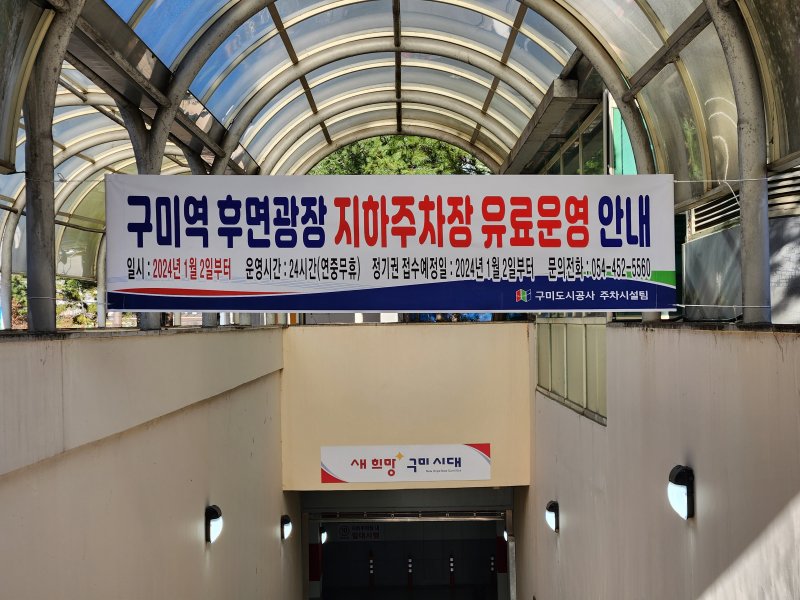 구미역 후면광장 지하주차장 유료운영 안내
일시 : 2024년 1월 2일부터 운영시간 : 24시간(연중무휴) 정기권 접수예정일 : 2024년 1월 2일부터 문의전화 : 054-452-5560
구미도시공사 주차시설팀
새희망 구미시대